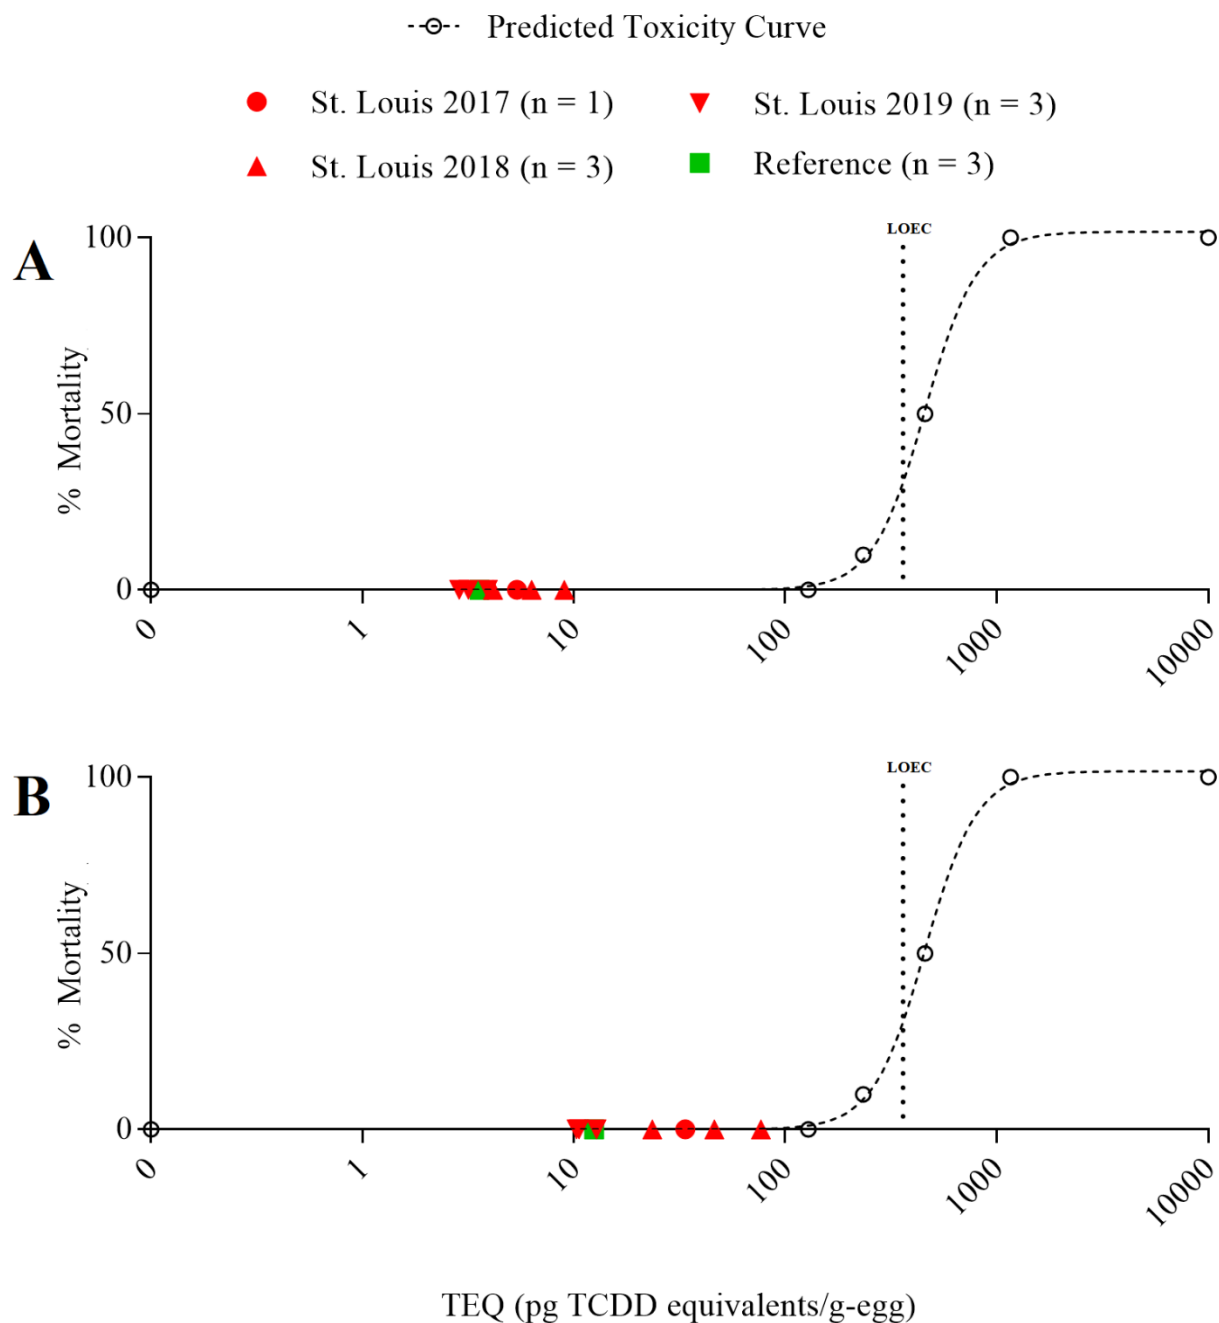 Predicted Toxicity Curve
St. Louis 2017 (n = 1)
St. Louis 2019 (n = 3)
St. Louis 2018 (n = 3)
Reference (n = 3)
A
% Mortality
100
50
0
LOEC
0 1 10 100 1000 10000
B
% Mortality
100
50
0
LOEC
0 1 10 100 1000 10000
TEQ (pg TCDD equivalents/g-egg)